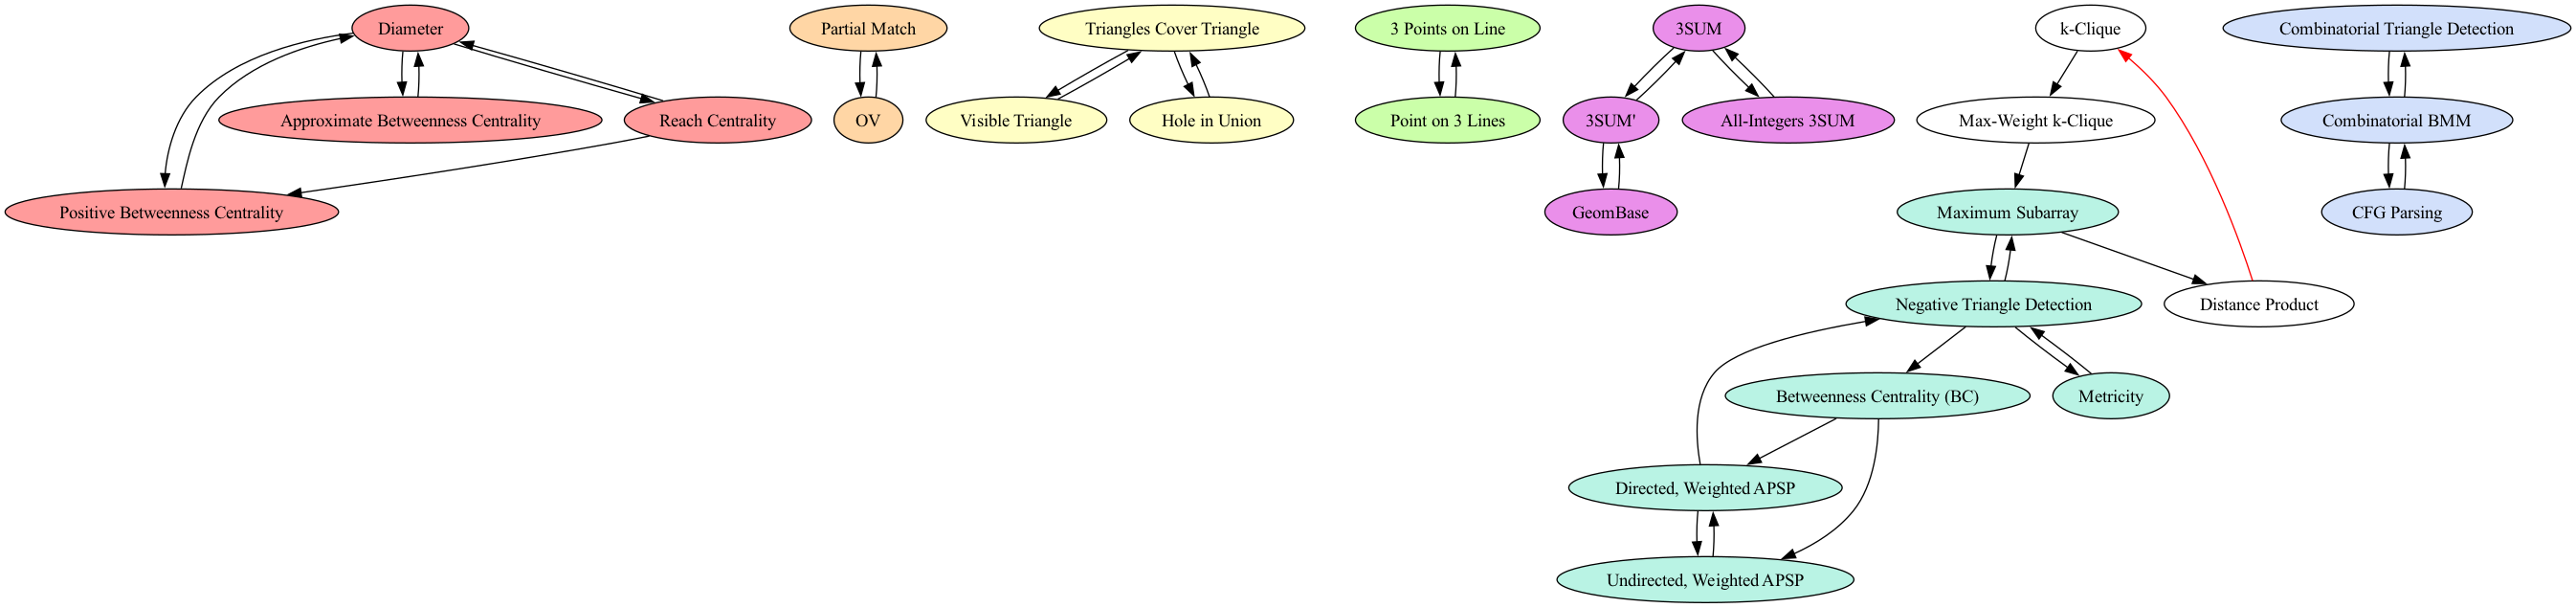 Diameter
Partial Match
Triangles Cover Triangle
3 Points on Line
3SUM
k-Clique
Combinatorial Triangle Detection
Approximate Betweenness Centrality
Reach Centrality
OV
Visible Triangle
Hole in Union
Point on 3 Lines
3SUM'
All-Integers 3SUM
Max-Weight k-Clique
Combinatorial BMM
Positive Betweenness Centrality
GeomBase
Maximum Subarray
CFG Parsing
Negative Triangle Detection
Distance Product
Betweenness Centrality (BC)
Metricity
Directed, Weighted APSP
Undirected, Weighted APSP